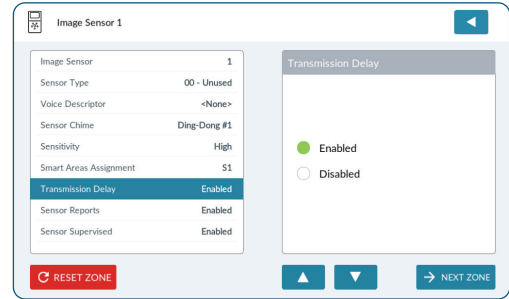 Image Sensor 1
Image Sensor 1
Sensor Type 00 - Unused
Voice Descriptor <None>
Sensor Chime Ding-Dong #1
Sensitivity High
Smart Areas Assignment S1
Transmission Delay Enabled
Sensor Reports Enabled
Sensor Supervised Enabled
Transmission Delay
Enabled
Disabled
RESET ZONE
NEXT ZONE